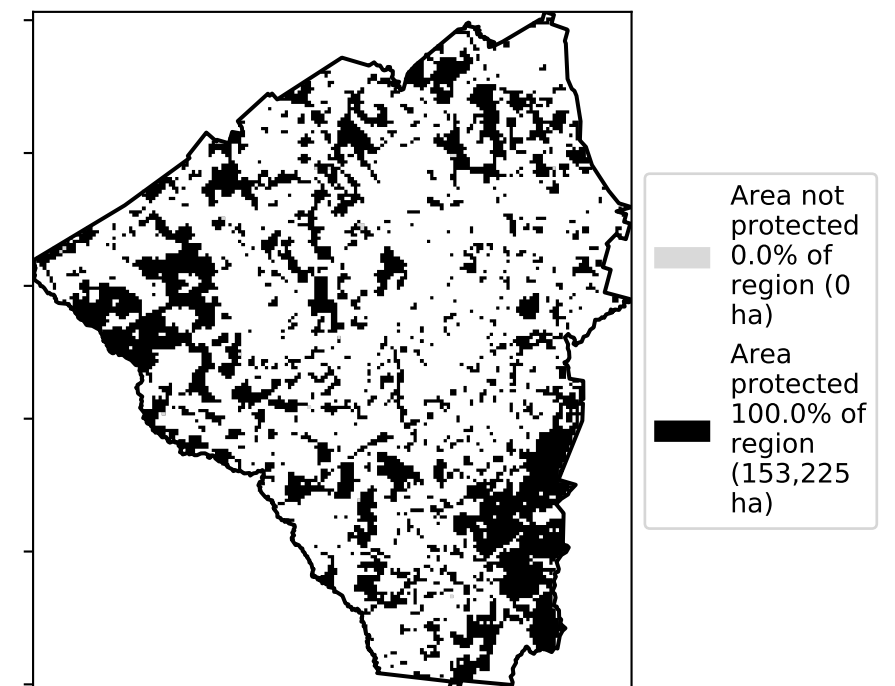 Area not
protected
0.0% of
region (0
ha)
Area
protected
100.0% of
region
(153,225
ha)